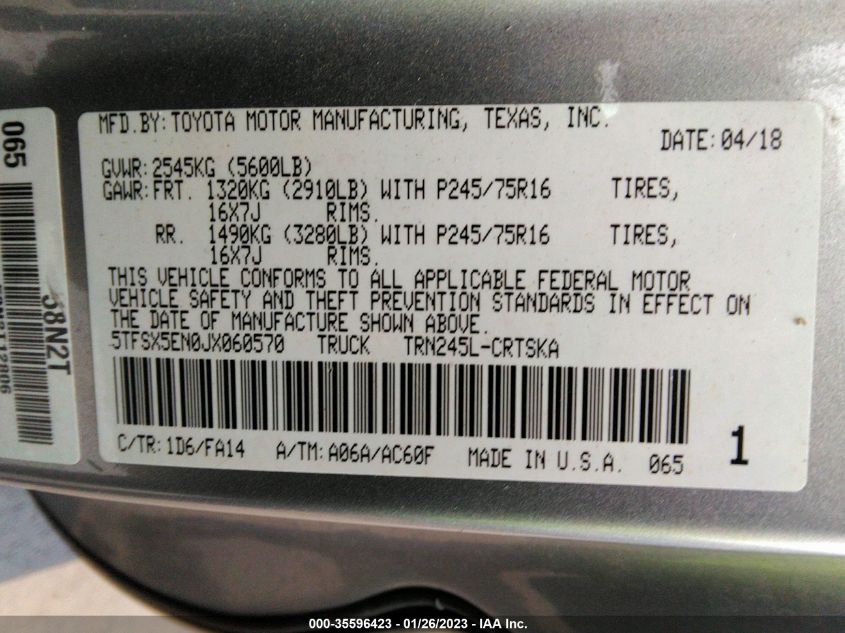 MFD.BY:TOYOTA MOTOR MANUFACTURING, TEXAS, INC.
DATE:04/18
GVWR:2545KG (5600LB)
GAWR:FRT. 1320KG (2910LB) WITH P245/75R16 TIRES,
16X7J RIMS.
RR. 1490KG (3280LB) WITH P245/75R16 TIRES,
16X7J RIMS.
THIS VEHICLE CONFORMS TO ALL APPLICABLE FEDERAL MOTOR
VEHICLE SAFETY AND THEFT PREVENTION STANDARDS IN EFFECT ON
THE DATE OF MANUFACTURE SHOWN ABOVE.
5TFSX5EN0JX060570 TRUCK TRN245L-CRTSKA
C/TR:1D6/FA14 A/TM:A06A/AC60F MADE IN U.S.A. 065
1
065
58N2T
000-35596423 - 01/26/2023 - IAA Inc.